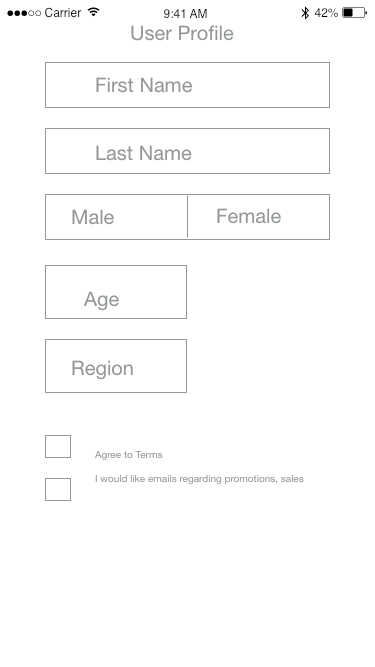 Carrier 9:41 AM 42%
User Profile
First Name
Last Name
Male Female
Age
Region
Agree to Terms
I would like emails regarding promotions, sales